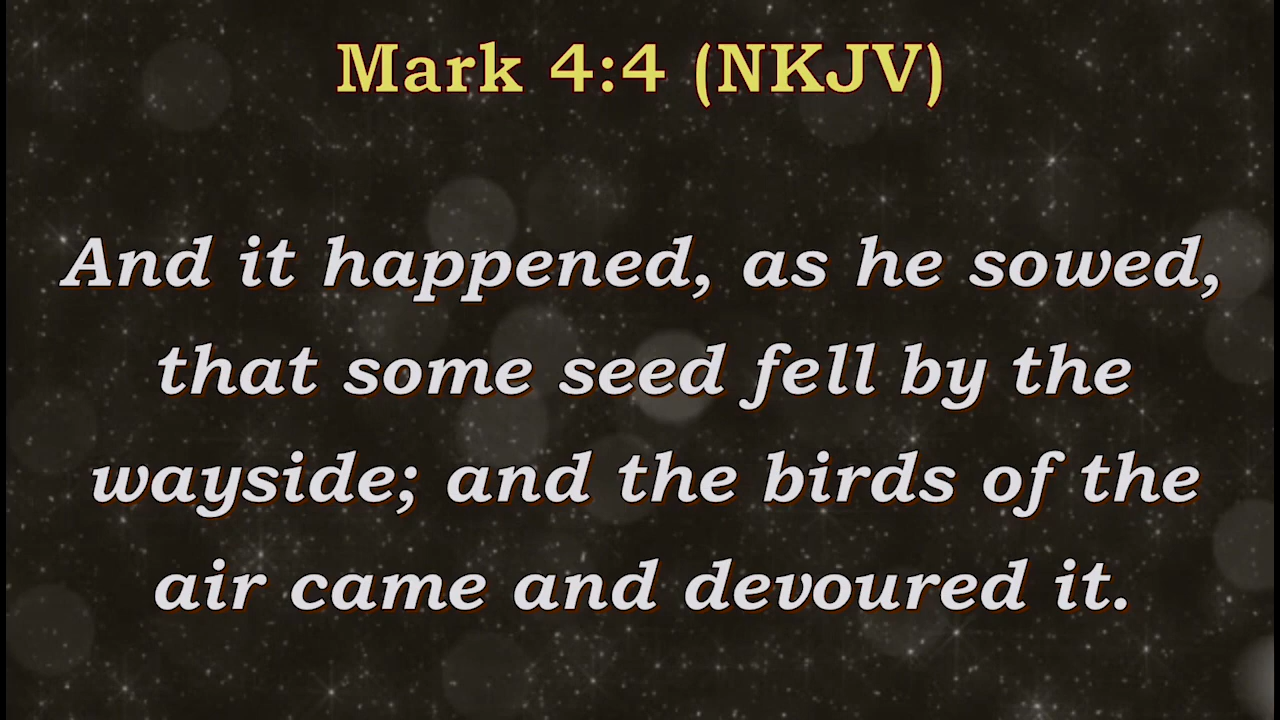 Mark 4:4 (NKJV)
And it happened, as he sowed,
that some seed fell by the
wayside; and the birds of the
air came and devoured it.